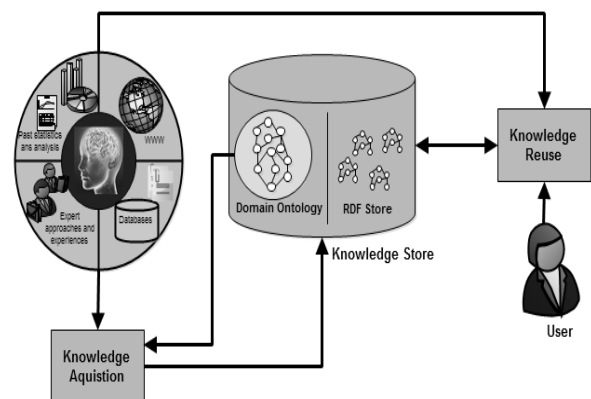 Past statistics
ans analysis
WWW
Expert
approaches and
experiences
Databases
Domain Ontology
RDF Store
Knowledge Store
Knowledge
Reuse
User
Knowledge
Aquistion